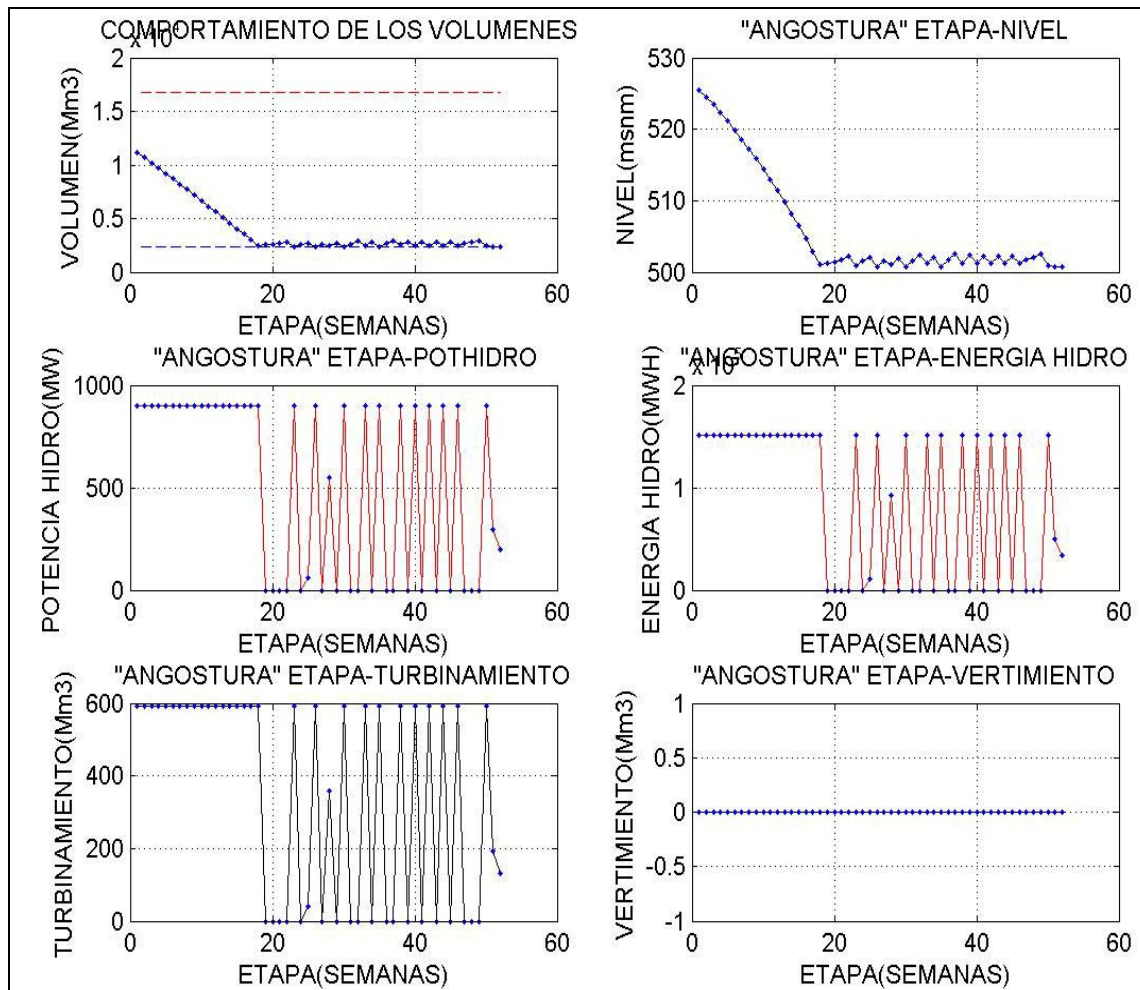 COMPORTAMIENTO DE LOS VOLUMENES
x 10
2
1.5
1
0.5
0
VOLUMEN(Mm3)
0 20 40 60
ETAPA(SEMANAS)
"ANGOSTURA" ETAPA-NIVEL
530
520
510
500
NIVEL(msnm)
0 20 40 60
ETAPA(SEMANAS)
"ANGOSTURA" ETAPA-POTHIDRO
1000
500
0
POTENCIA HIDRO(MW)
0 20 40 60
ETAPA(SEMANAS)
"ANGOSTURA" ETAPA-ENERGIA HIDRO
x 10^5
2
1
0
ENERGIA HIDRO(MWH)
0 20 40 60
ETAPA(SEMANAS)
"ANGOSTURA" ETAPA-TURBINAMIENTO
600
400
200
0
TURBINAMIENTO(Mm3)
0 20 40 60
ETAPA(SEMANAS)
"ANGOSTURA" ETAPA-VERTIMIENTO
1
0.5
0
-0.5
-1
VERTIMIENTO(Mm3)
0 20 40 60
ETAPA(SEMANAS)